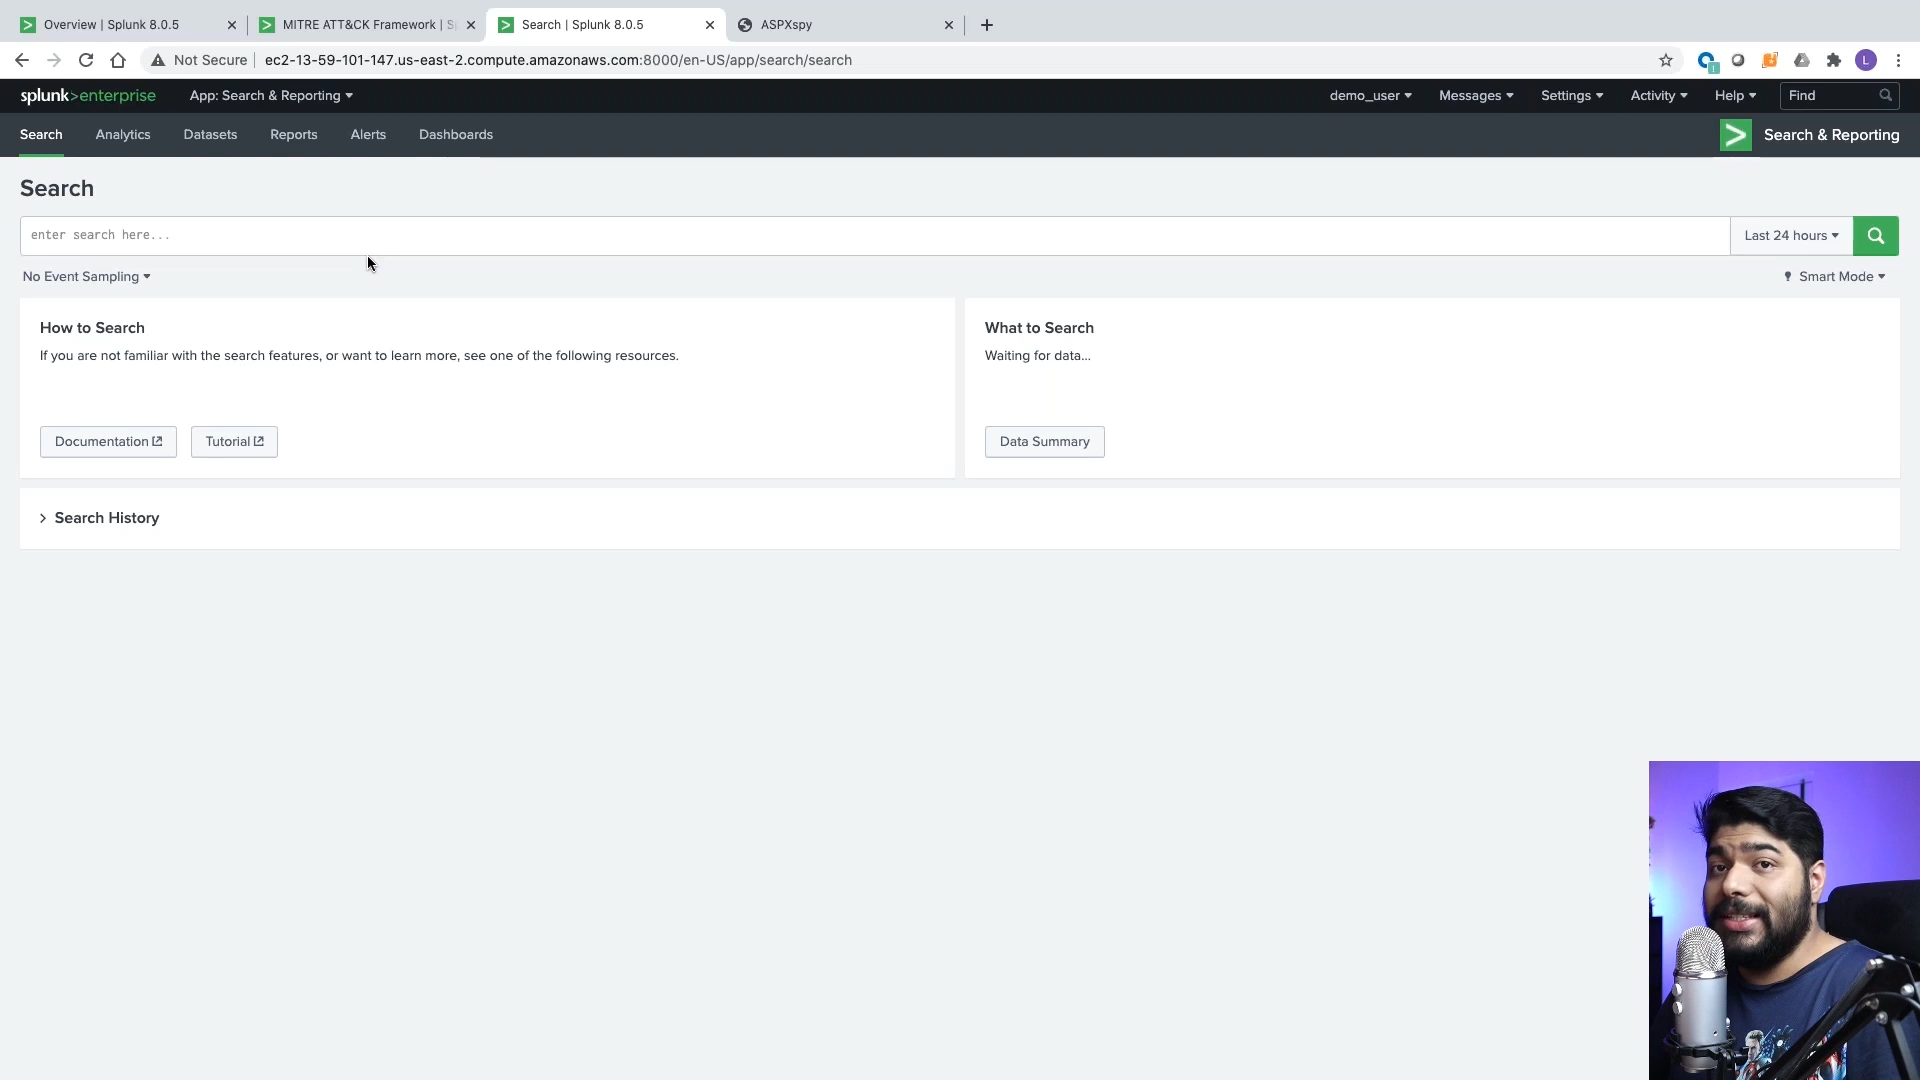 Overview | Splunk 8.0.5
MITRE ATT&CK Framework | S
Search | Splunk 8.0.5
ASPXspy
Not Secure
ec2-13-59-101-147.us-east-2.compute.amazonaws.com:8000/en-US/app/search/search
L
splunk>enterprise
App: Search & Reporting
demo_user
Messages
Settings
Activity
Help
Find
Search
Analytics
Datasets
Reports
Alerts
Dashboards
Search & Reporting
Search
enter search here...
Last 24 hours
No Event Sampling
Smart Mode
How to Search
If you are not familiar with the search features, or want to learn more, see one of the following resources.
Documentation
Tutorial
What to Search
Waiting for data...
Data Summary
Search History